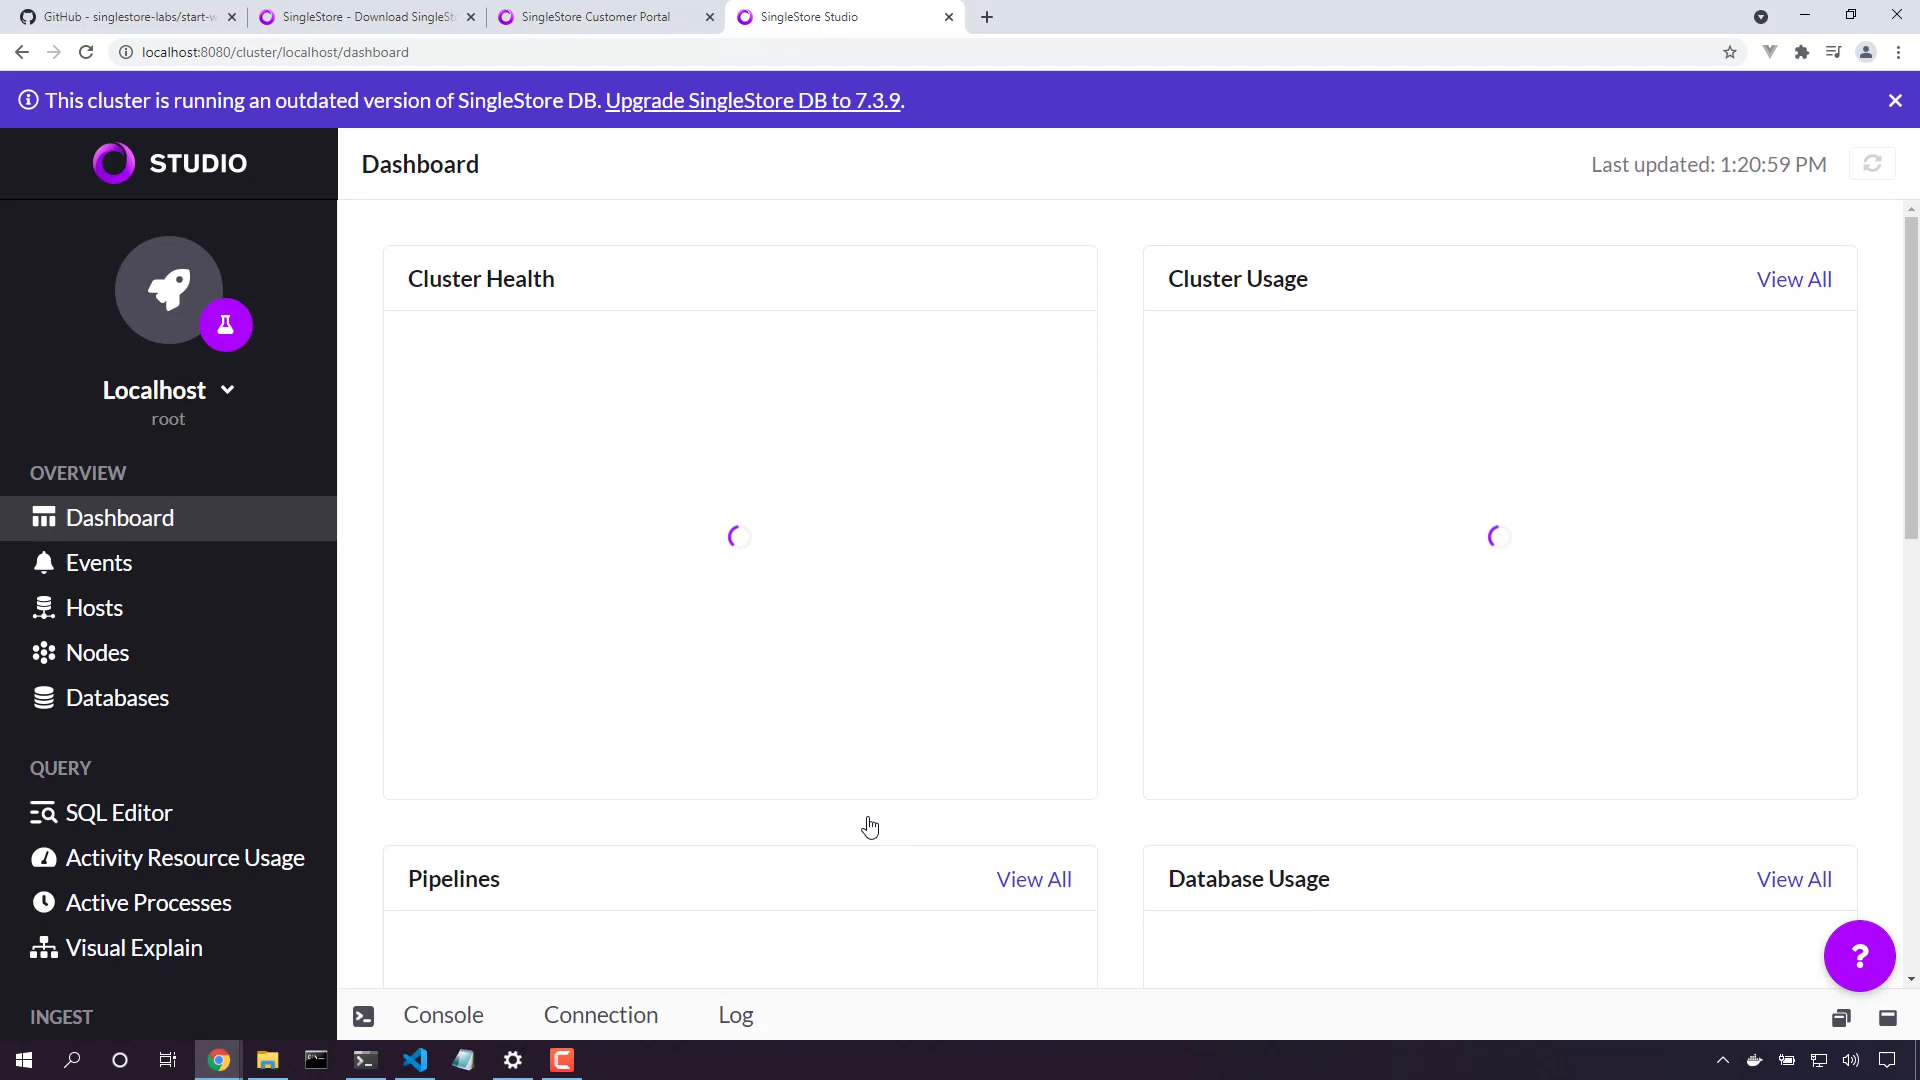 GitHub - singlestore-labs/start-w
SingleStore - Download SingleSt
SingleStore Customer Portal
SingleStore Studio
localhost:8080/cluster/localhost/dashboard
This cluster is running an outdated version of SingleStore DB. Upgrade SingleStore DB to 7.3.9.
STUDIO
Dashboard
Last updated: 1:20:59 PM
Localhost
root
OVERVIEW
Dashboard
Events
Hosts
Nodes
Databases
QUERY
SQL Editor
Activity Resource Usage
Active Processes
Visual Explain
INGEST
Cluster Health
Cluster Usage
View All
Pipelines
View All
Database Usage
View All
?
Console
Connection
Log